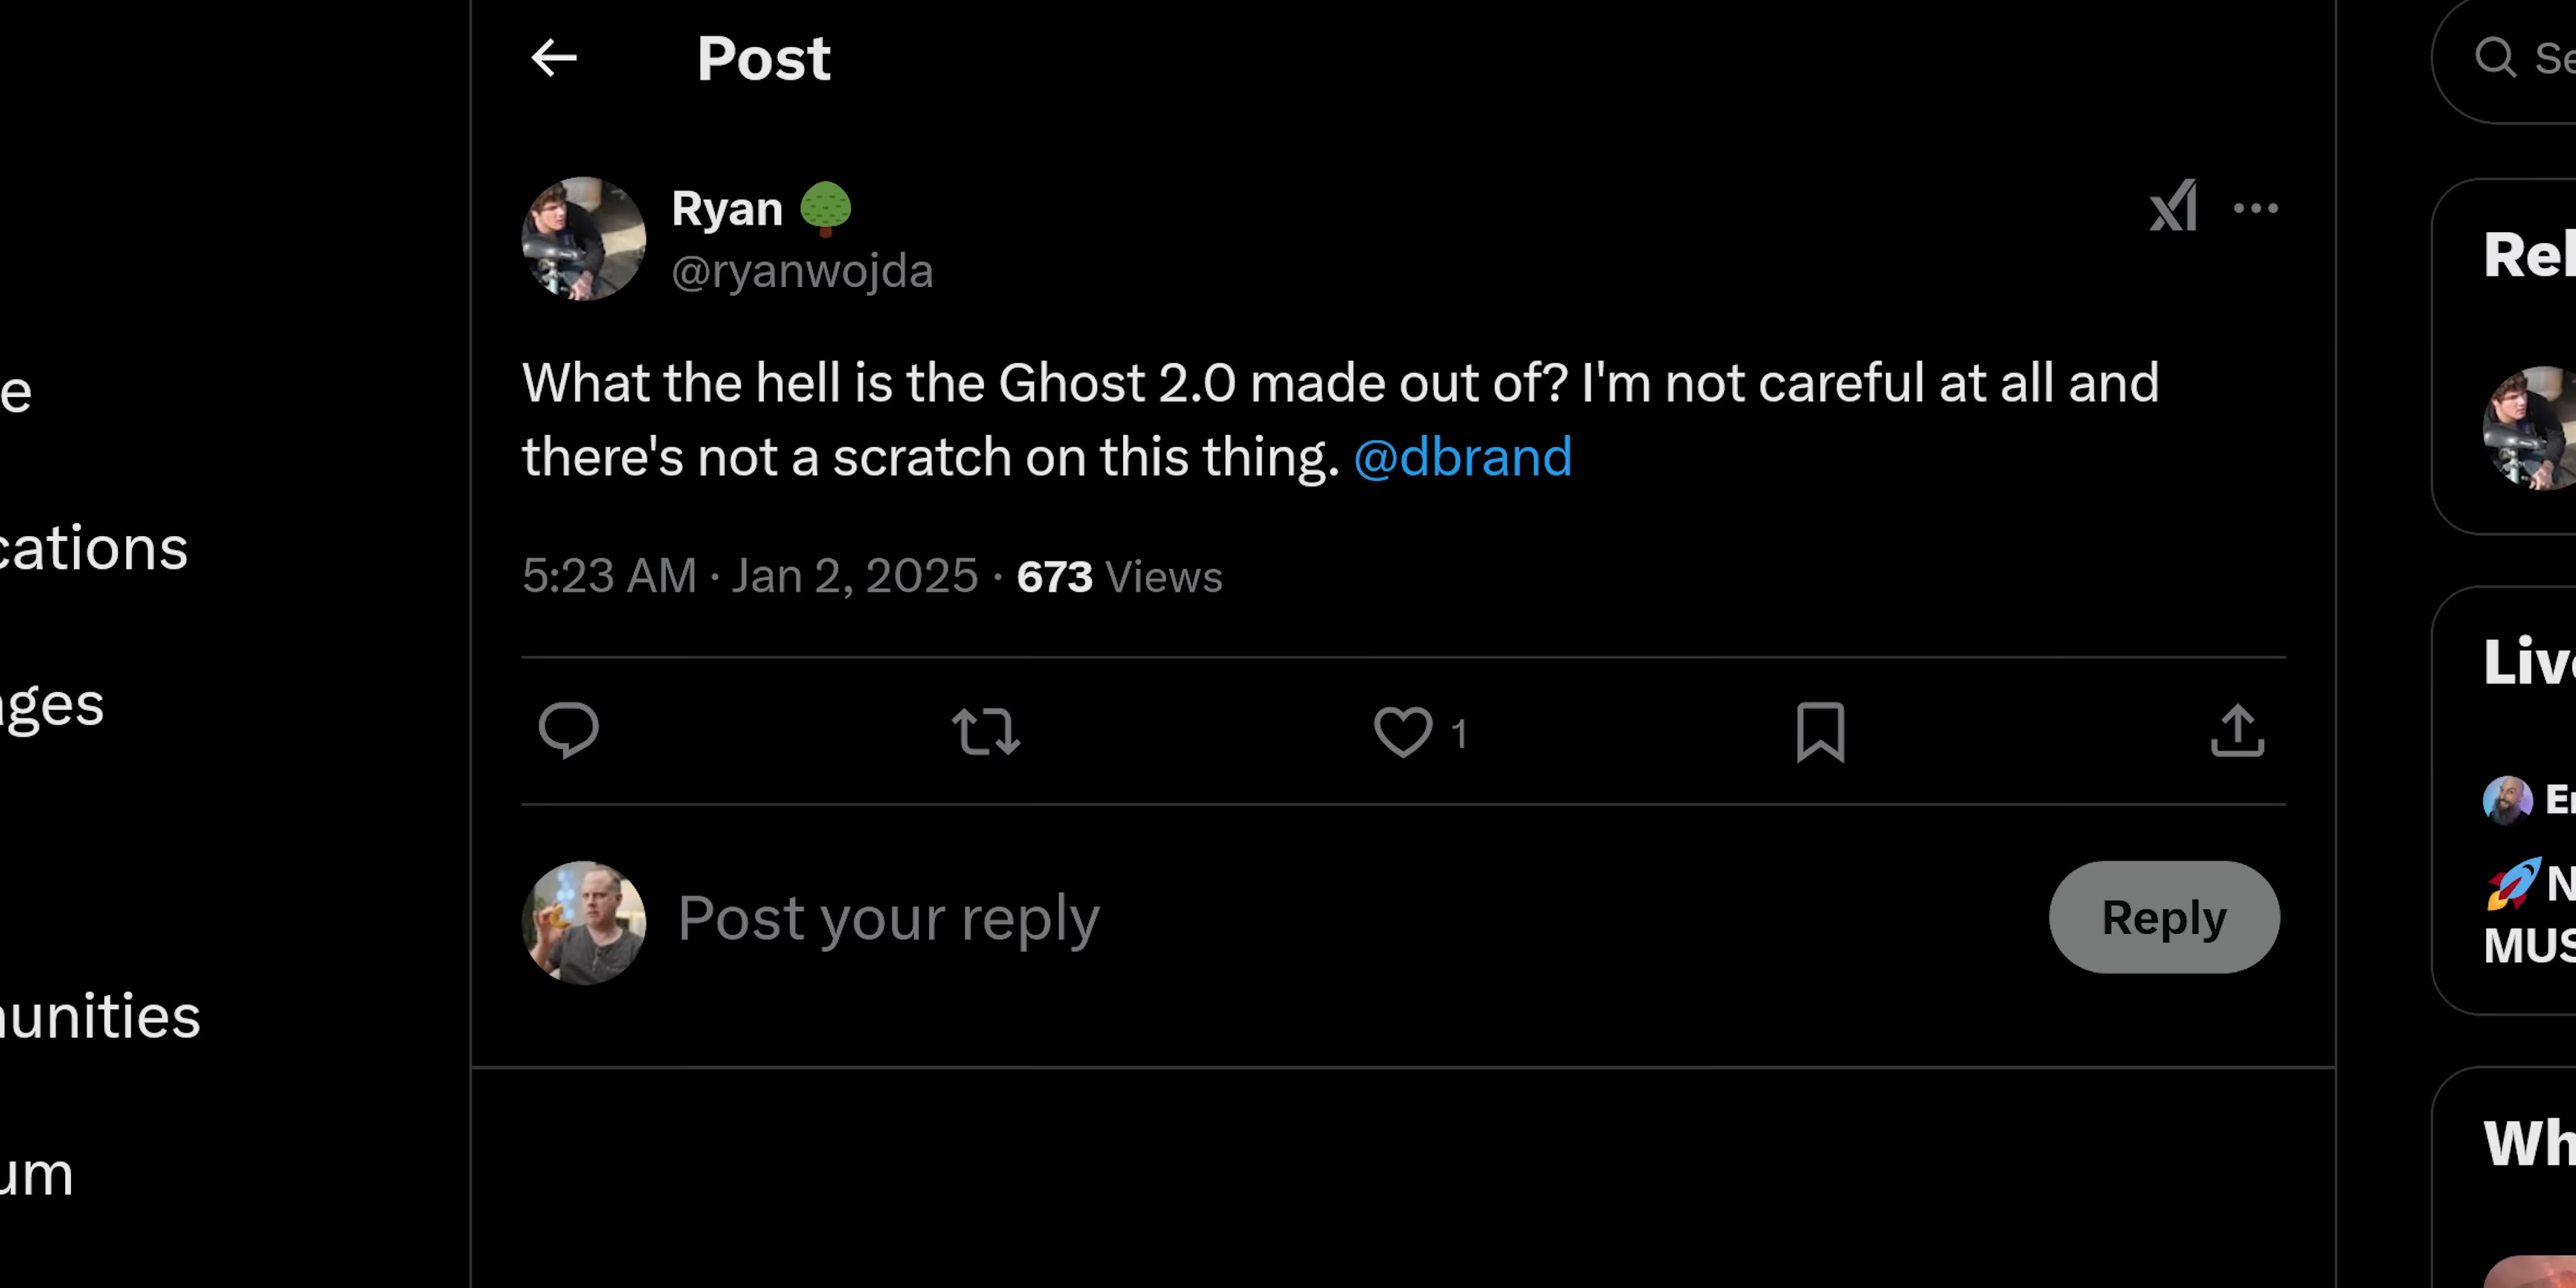 Post
Se
Ryan 🌳
@ryanwojda
Rel
What the hell is the Ghost 2.0 made out of? I'm not careful at all and
there's not a scratch on this thing. @dbrand
e
cations
5:23 AM · Jan 2, 2025 · 673 Views
Live
ages
1
En
N
Post your reply
Reply
MUS
unities
um
Wh